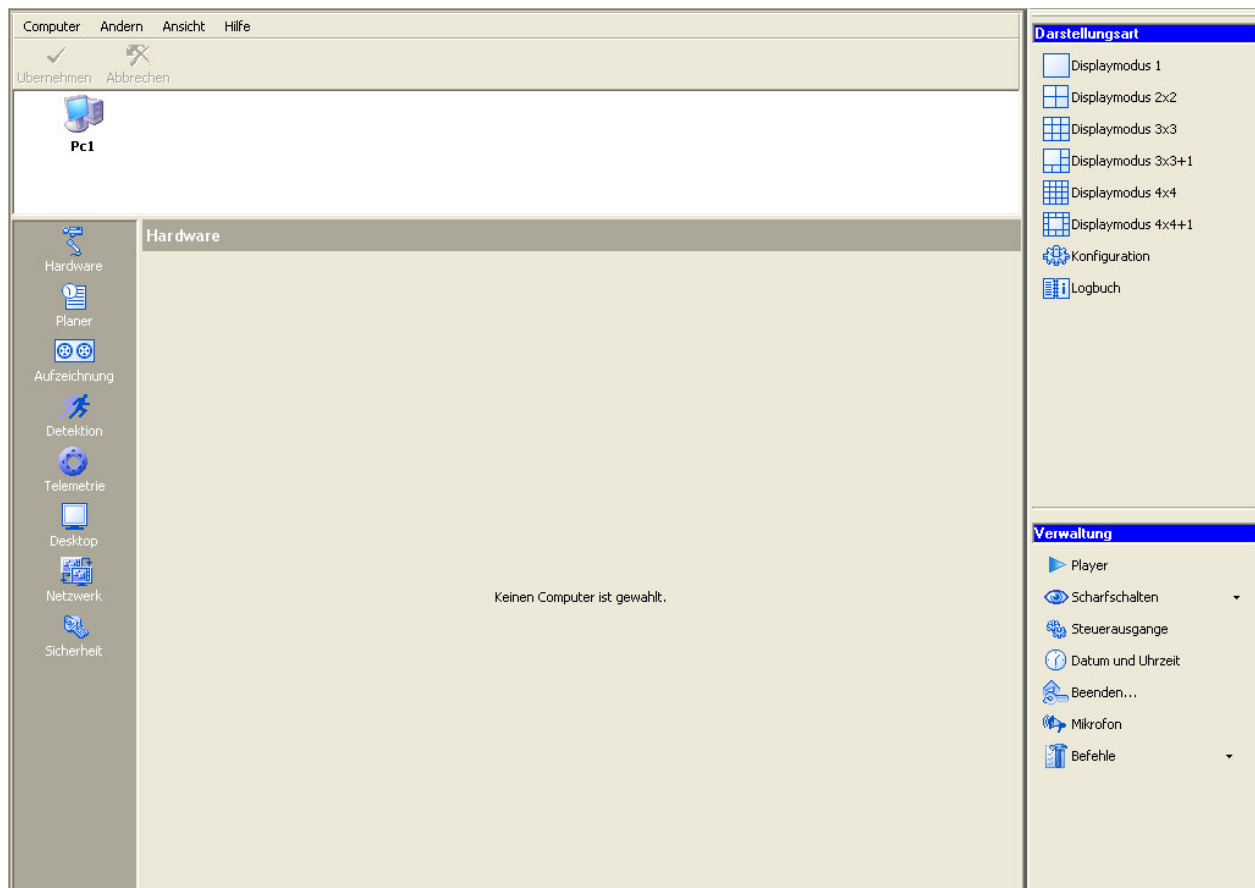 Computer Andern Ansicht Hilfe
Ubernehmen Abbrechen
Pc1
Hardware
Planer
Aufzeichnung
Detektion
Telemetrie
Desktop
Netzwerk
Sicherheit
Hardware
Keinen Computer ist gewahlt.
Darstellungsart
Displaymodus 1
Displaymodus 2x2
Displaymodus 3x3
Displaymodus 3x3+1
Displaymodus 4x4
Displaymodus 4x4+1
Konfiguration
Logbuch
Verwaltung
Player
Scharfschalten
Steuerausgange
Datum und Uhrzeit
Beenden...
Mikrofon
Befehle